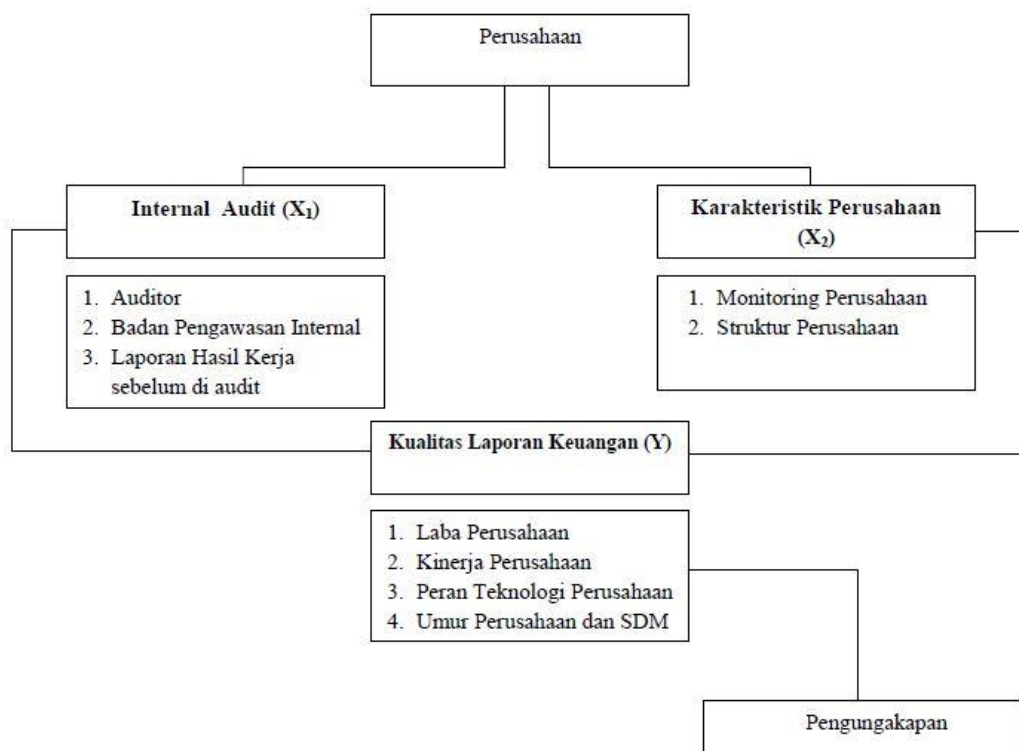 Perusahaan
Internal Audit (X₁)
Karakteristik Perusahaan
(X₂)
1. Auditor
2. Badan Pengawasan Internal
3. Laporan Hasil Kerja
sebelum di audit
1. Monitoring Perusahaan
2. Struktur Perusahaan
Kualitas Laporan Keuangan (Y)
1. Laba Perusahaan
2. Kinerja Perusahaan
3. Peran Teknologi Perusahaan
4. Umur Perusahaan dan SDM
Pengungakapan